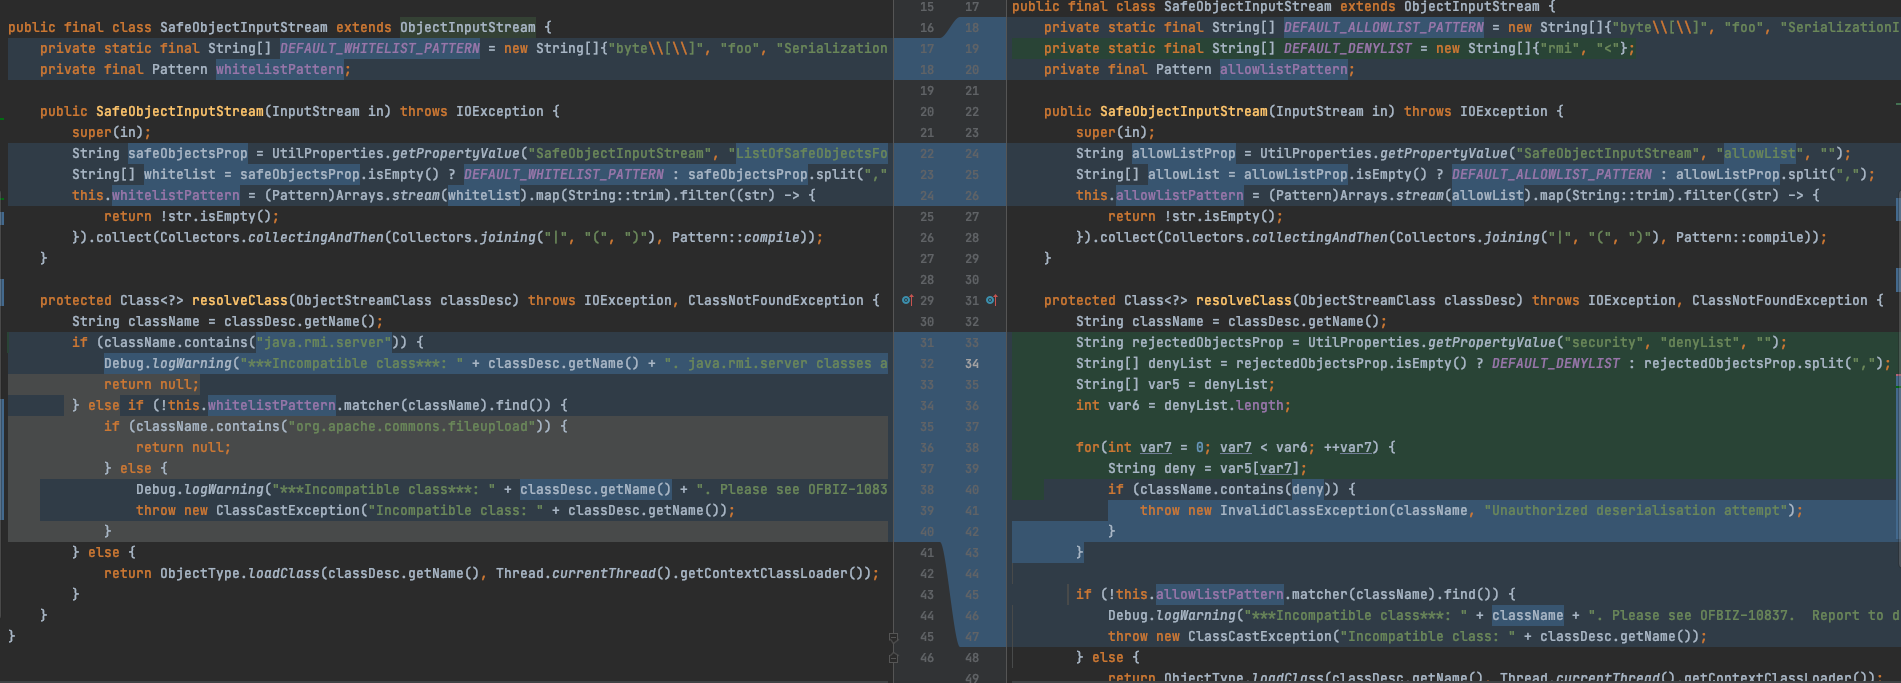 public final class SafeObjectInputStream extends ObjectInputStream {
    private static final String[] DEFAULT_WHITELIST_PATTERN = new String[]{"byte\\[\\]", "foo", "Serialization
    private final Pattern whitelistPattern;
    public SafeObjectInputStream(InputStream in) throws IOException {
        super(in);
        String safeObjectsProp = UtilProperties.getPropertyValue("SafeObjectInputStream", "ListOfSafeObjectsFo
        String[] whitelist = safeObjectsProp.isEmpty() ? DEFAULT_WHITELIST_PATTERN : safeObjectsProp.split(","
        this.whitelistPattern = (Pattern)Arrays.stream(whitelist).map(String::trim).filter((str) -> {
            return !str.isEmpty();
        }).collect(Collectors.collectingAndThen(Collectors.joining("|", "(", ")"), Pattern::compile));
    }
    protected Class<?> resolveClass(ObjectStreamClass classDesc) throws IOException, ClassNotFoundException {
        String className = classDesc.getName();
        if (className.contains("java.rmi.server")) {
            Debug.logWarning("***Incompatible class***: " + classDesc.getName() + ". java.rmi.server classes a
            return null;
        } else if (!this.whitelistPattern.matcher(className).find()) {
            if (className.contains("org.apache.commons.fileupload")) {
                return null;
            } else {
                Debug.logWarning("***Incompatible class***: " + classDesc.getName() + ". Please see OFBIZ-1083
                throw new ClassCastException("Incompatible class: " + classDesc.getName());
            }
        } else {
            return ObjectType.loadClass(classDesc.getName(), Thread.currentThread().getContextClassLoader());
        }
    }
}
15 17
16 18
17 19
18 20
19 21
20 22
21 23
22 24
23 25
24 26
25 27
26 28
27 29
28 30
29 31
30 32
31 33
32 34
33 35
34 36
35 37
36 38
37 39
38 40
39 41
40 42
41 43
42 44
43 45
44 46
45 47
46 48
49
public final class SafeObjectInputStream extends ObjectInputStream {
    private static final String[] DEFAULT_ALLOWLIST_PATTERN = new String[]{"byte\\[\\]", "foo", "SerializationI
    private static final String[] DEFAULT_DENYLIST = new String[]{"rmi", "<"};
    private final Pattern allowlistPattern;
    public SafeObjectInputStream(InputStream in) throws IOException {
        super(in);
        String allowListProp = UtilProperties.getPropertyValue("SafeObjectInputStream", "allowList", "");
        String[] allowList = allowListProp.isEmpty() ? DEFAULT_ALLOWLIST_PATTERN : allowListProp.split(",");
        this.allowlistPattern = (Pattern)Arrays.stream(allowList).map(String::trim).filter((str) -> {
            return !str.isEmpty();
        }).collect(Collectors.collectingAndThen(Collectors.joining("|", "(", ")"), Pattern::compile));
    }
    protected Class<?> resolveClass(ObjectStreamClass classDesc) throws IOException, ClassNotFoundException {
        String className = classDesc.getName();
        String rejectedObjectsProp = UtilProperties.getPropertyValue("security", "denyList", "");
        String[] denyList = rejectedObjectsProp.isEmpty() ? DEFAULT_DENYLIST : rejectedObjectsProp.split(",");
        String[] var5 = denyList;
        int var6 = denyList.length;
        for(int var7 = 0; var7 < var6; ++var7) {
            String deny = var5[var7];
            if (className.contains(deny)) {
                throw new InvalidClassException(className, "Unauthorized deserialisation attempt");
            }
        }
        if (!this.allowlistPattern.matcher(className).find()) {
            Debug.logWarning("***Incompatible class***: " + className + ". Please see OFBIZ-10837.  Report to d
            throw new ClassCastException("Incompatible class: " + classDesc.getName());
        } else {
            return ObjectType.loadClass(classDesc.getName(), Thread.currentThread().getContextClassLoader());